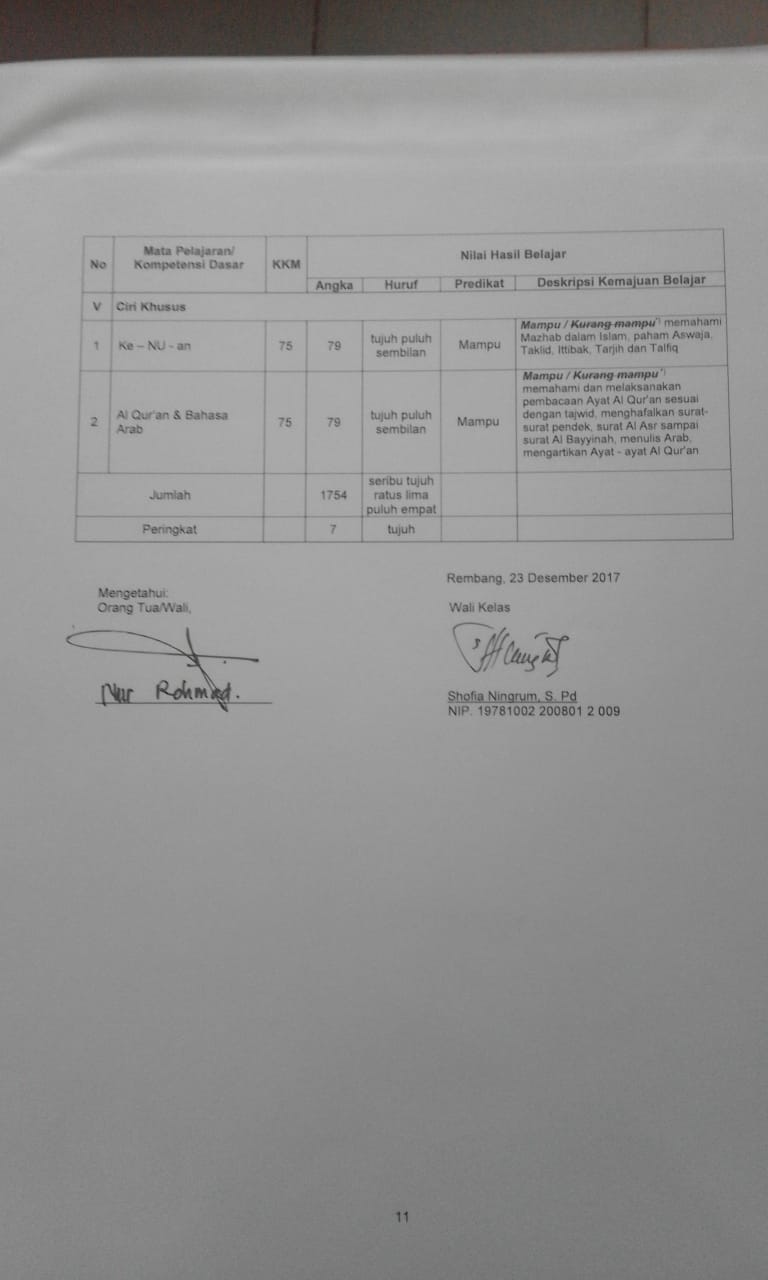 No
Mata Pelajaran/
Kompetensi Dasar
KKM
Nilai Hasil Belajar
Angka
Huruf
Predikat
Deskripsi Kemajuan Belajar
V Ciri Khusus
1
Ke – NU - an
75
79
tujuh puluh
sembilan
Mampu
Mampu / Kurang mampu*) memahami
Mazhab dalam Islam, paham Aswaja,
Taklid, Ittibak, Tarjih dan Talfiq
2
Al Qur'an & Bahasa
Arab
75
79
tujuh puluh
sembilan
Mampu
Mampu / Kurang mampu*)
memahami dan melaksanakan
pembacaan Ayat Al Qur'an sesuai
dengan tajwid, menghafalkan surat-
surat pendek, surat Al Asr sampai
surat Al Bayyinah, menulis Arab,
mengartikan Ayat - ayat Al Qur'an
Jumlah
1754
seribu tujuh
ratus lima
puluh empat
Peringkat
7
tujuh
Rembang, 23 Desember 2017
Mengetahui:
Orang Tua/Wali,
Wali Kelas
Nur Rohmad.
Shofia Ningrum, S. Pd
NIP. 19781002 200801 2 009
11